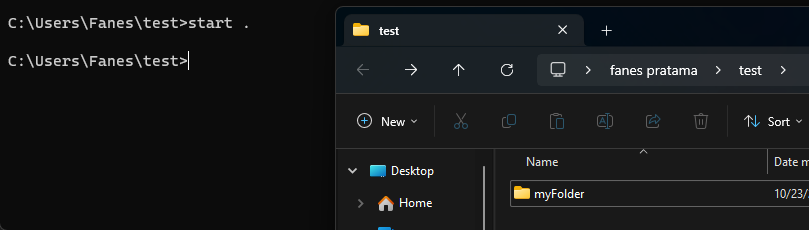 C:\Users\Fanes\test>start .
C:\Users\Fanes\test>
test
fanes pratama > test >
New
Sort
Desktop
Home
Name
Date m
myFolder
10/23/